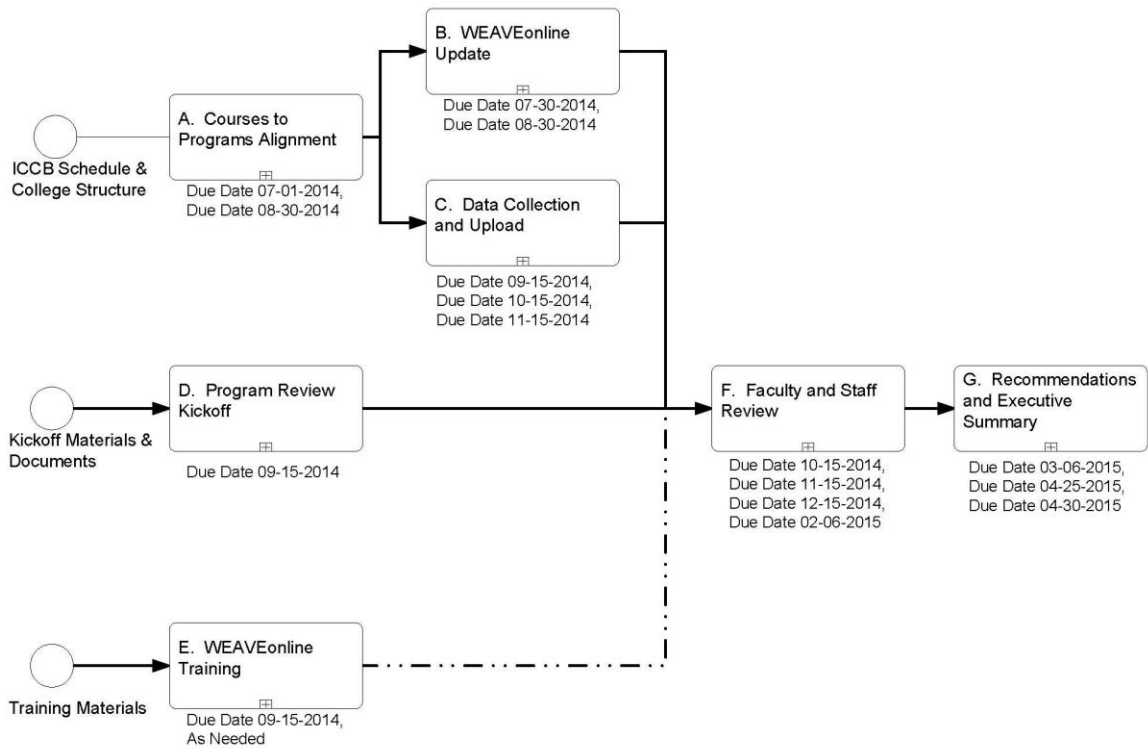 B. WEAVEonline
Update
Due Date 07-30-2014,
Due Date 08-30-2014
A. Courses to
Programs Alignment
Due Date 07-01-2014,
Due Date 08-30-2014
ICCB Schedule &
College Structure
C. Data Collection
and Upload
Due Date 09-15-2014,
Due Date 10-15-2014,
Due Date 11-15-2014
D. Program Review
Kickoff
Due Date 09-15-2014
Kickoff Materials &
Documents
F. Faculty and Staff
Review
Due Date 10-15-2014,
Due Date 11-15-2014,
Due Date 12-15-2014,
Due Date 02-06-2015
G. Recommendations
and Executive
Summary
Due Date 03-06-2015,
Due Date 04-25-2015,
Due Date 04-30-2015
E. WEAVEonline
Training
Due Date 09-15-2014,
As Needed
Training Materials